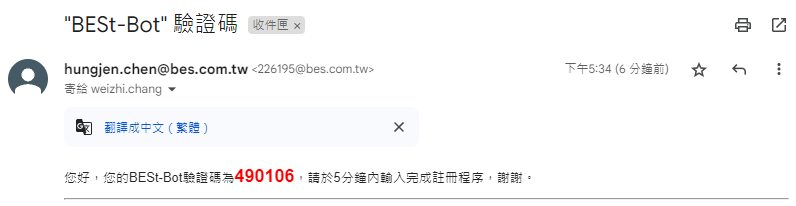 "BESt-Bot" 驗證碼 收件匣 ×
hungjen.chen@bes.com.tw <226195@bes.com.tw> 下午5:34 (6 分鐘前)
寄給 weizhi.chang
翻譯成中文（繁體）
您好，您的BESt-Bot驗證碼為490106，請於5分鐘內輸入完成註冊程序，謝謝。